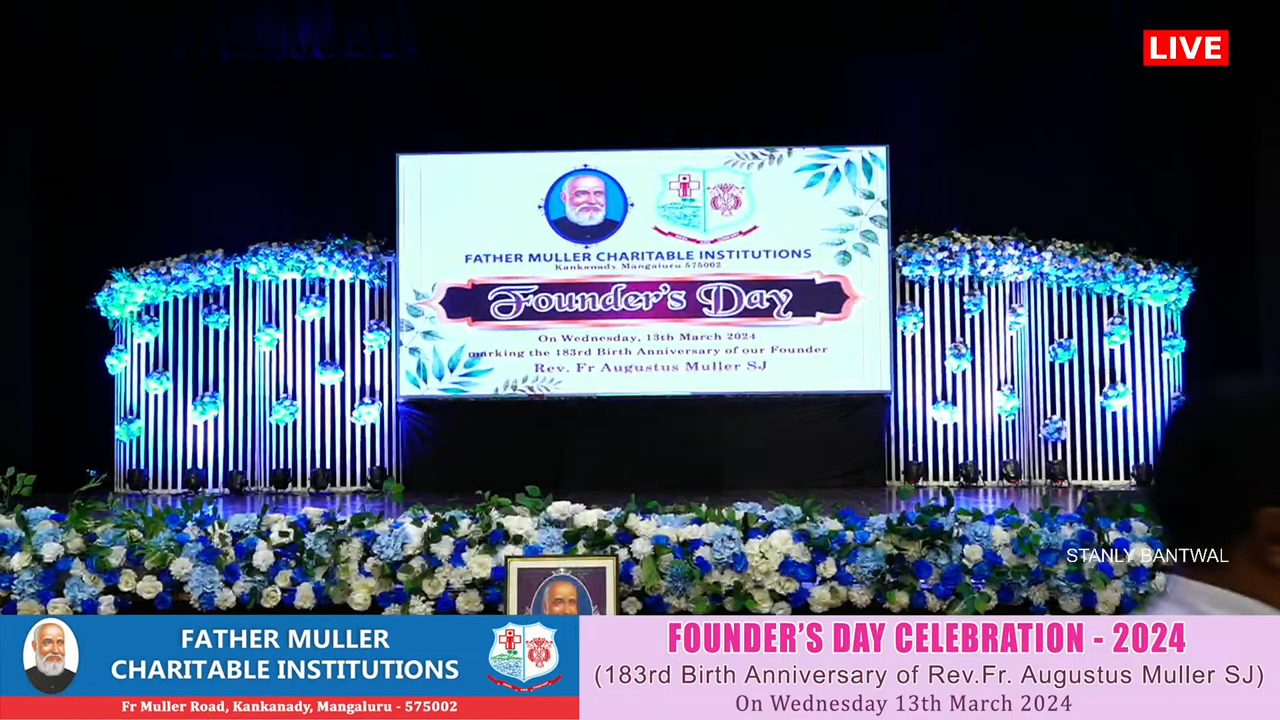 LIVE
FATHER MULLER CHARITABLE INSTITUTIONS
Kankanady Mangaluru 575002
Founder's Day
On Wednesday, 13th March 2024
marking the 183rd Birth Anniversary of our Founder
Rev. Fr Augustus Muller SJ
STANLY BANTWAL
FATHER MULLER
CHARITABLE INSTITUTIONS
Fr Muller Road, Kankanady, Mangaluru - 575002
FOUNDER'S DAY CELEBRATION - 2024
(183rd Birth Anniversary of Rev.Fr. Augustus Muller SJ)
On Wednesday 13th March 2024